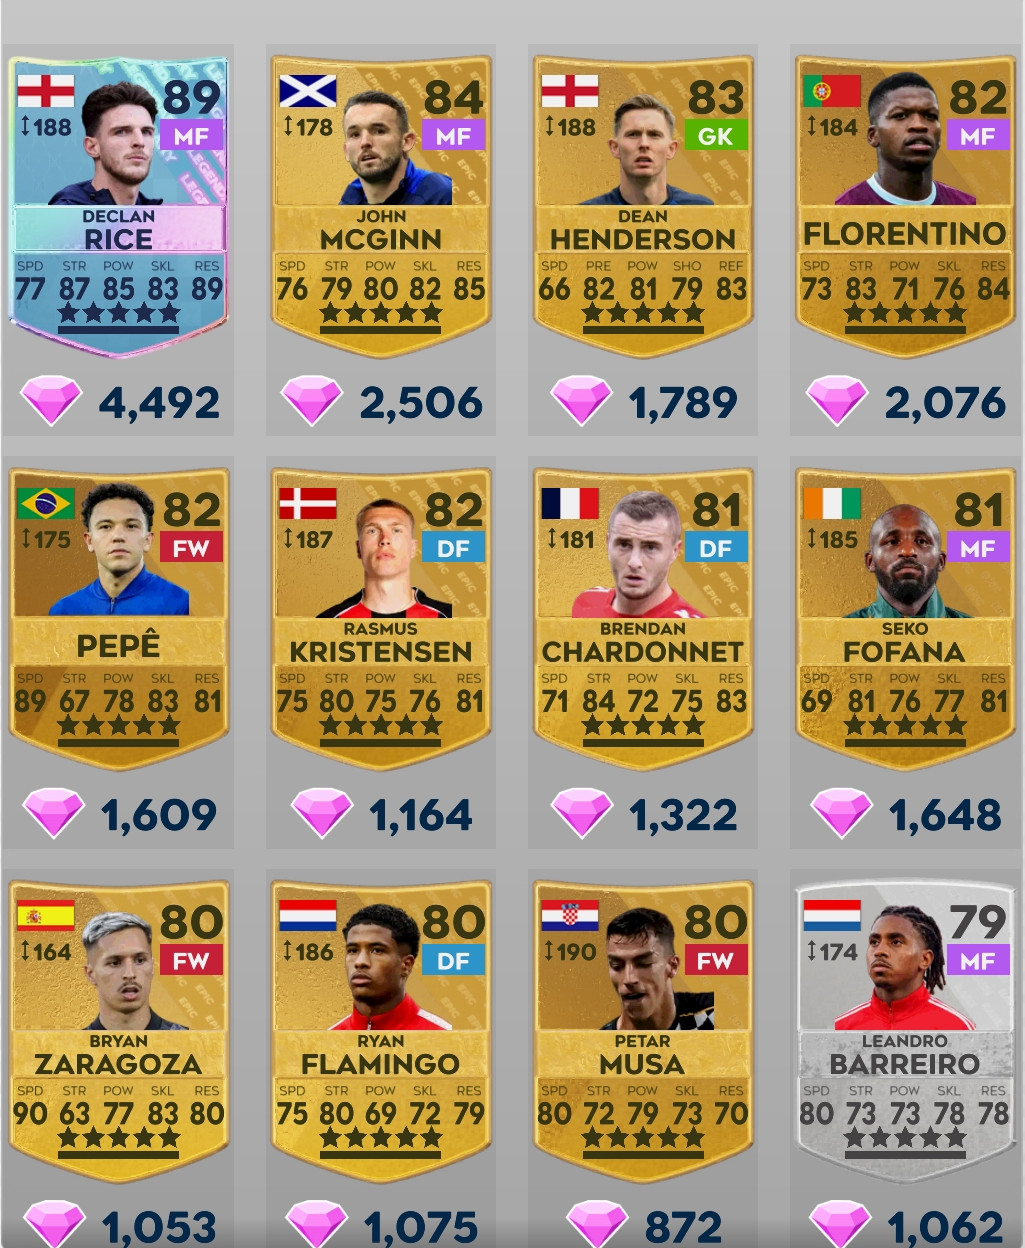 89
188
MF
DECLAN
RICE
SPD STR POW SKL RES
77 87 85 83 89
4,492
84
178
MF
JOHN
MCGINN
SPD STR POW SKL RES
76 79 80 82 85
2,506
83
188
GK
DEAN
HENDERSON
SPD PRE POW SHO REF
66 82 81 79 83
1,789
82
184
MF
FLORENTINO
SPD STR POW SKL RES
73 83 71 76 84
2,076
82
175
FW
PEPÊ
SPD STR POW SKL RES
89 67 78 83 81
1,609
82
187
DF
RASMUS
KRISTENSEN
SPD STR POW SKL RES
75 80 75 76 81
1,164
81
181
DF
BRENDAN
CHARDONNET
SPD STR POW SKL RES
71 84 72 75 83
1,322
81
185
MF
SEKO
FOFANA
SPD STR POW SKL RES
69 81 76 77 81
1,648
80
164
FW
BRYAN
ZARAGOZA
SPD STR POW SKL RES
90 63 77 83 80
1,053
80
186
DF
RYAN
FLAMINGO
SPD STR POW SKL RES
75 80 69 72 79
1,075
80
190
FW
PETAR
MUSA
SPD STR POW SKL RES
80 72 79 73 70
872
79
174
MF
LEANDRO
BARREIRO
SPD STR POW SKL RES
80 73 73 78 78
1,062